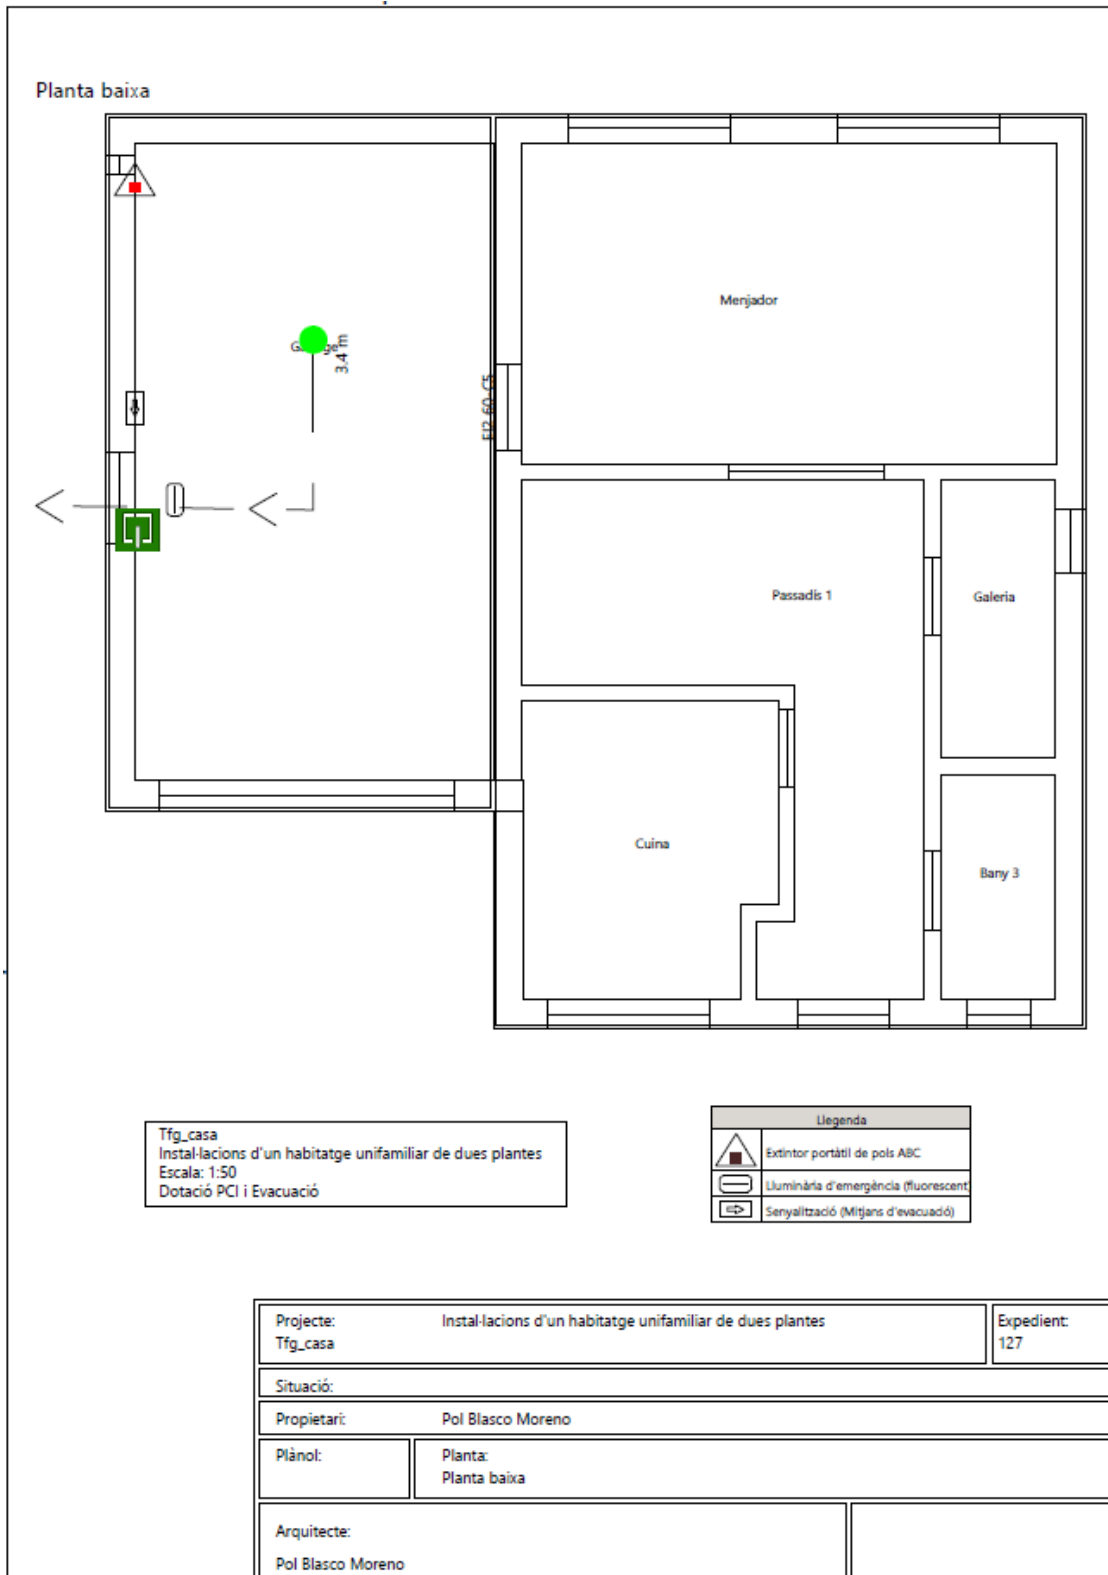 Planta baixa
Menjador
3.4 m
EI2 60-C5
Passadís 1
Galeria
Cuina
Bany 3
Tfg_casa
Instal·lacions d'un habitatge unifamiliar de dues plantes
Escala: 1:50
Dotació PCI i Evacuació
Llegenda
Extintor portàtil de pols ABC
Lluminària d'emergència (fluorescent)
Senyalització (Mitjans d'evacuació)
Projecte:
Instal·lacions d'un habitatge unifamiliar de dues plantes
Expedient:
Tfg_casa
127
Situació:
Propietari:
Pol Blasco Moreno
Plànol:
Planta:
Planta baixa
Arquitecte:
Pol Blasco Moreno